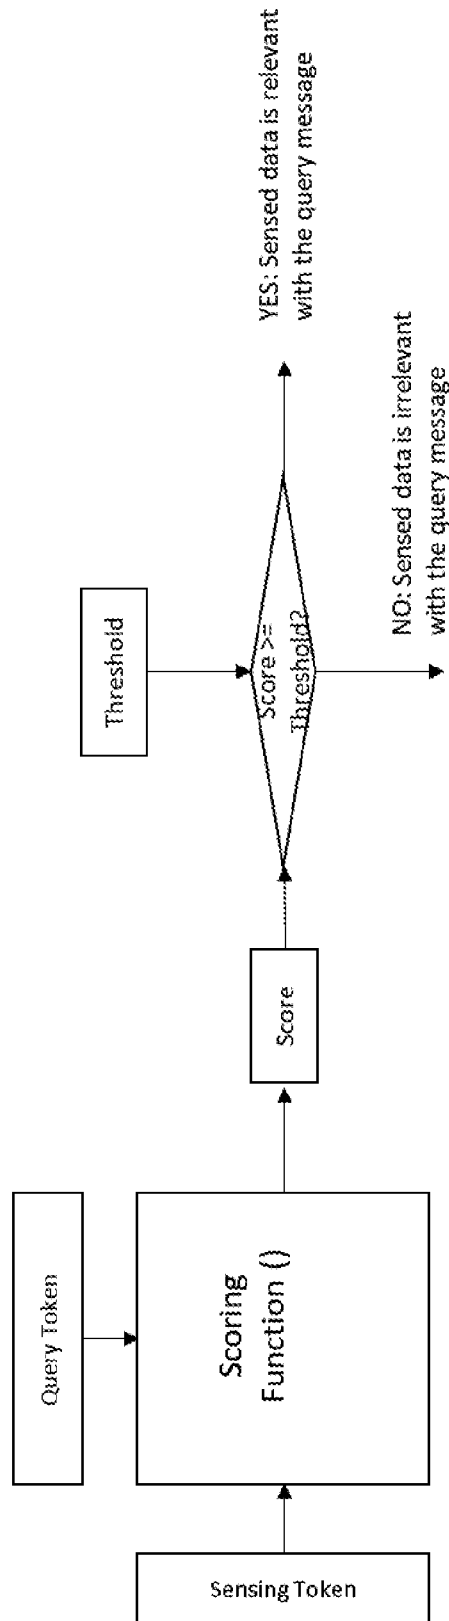 Sensing Token
Query Token
Scoring
Function ()
Score
Threshold
Score >=
Threshold?
YES: Sensed data is relevant
with the query message
NO: Sensed data is irrelevant
with the query message